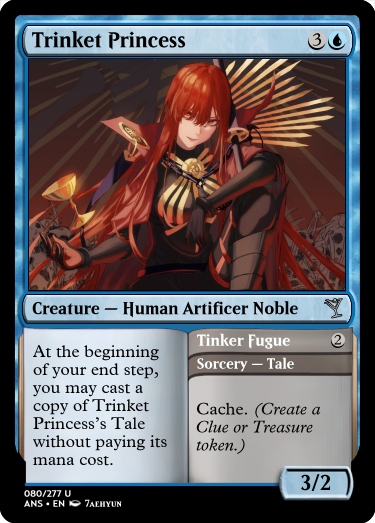 Trinket Princess 3
Creature — Human Artificer Noble
At the beginning
of your end step,
you may cast a
copy of Trinket
Princess's Tale
without paying its
mana cost.
Tinker Fugue 2
Sorcery — Tale
Cache. (Create a
Clue or Treasure
token.)
3/2
080/277 U
ANS • EN 7AEHYUN